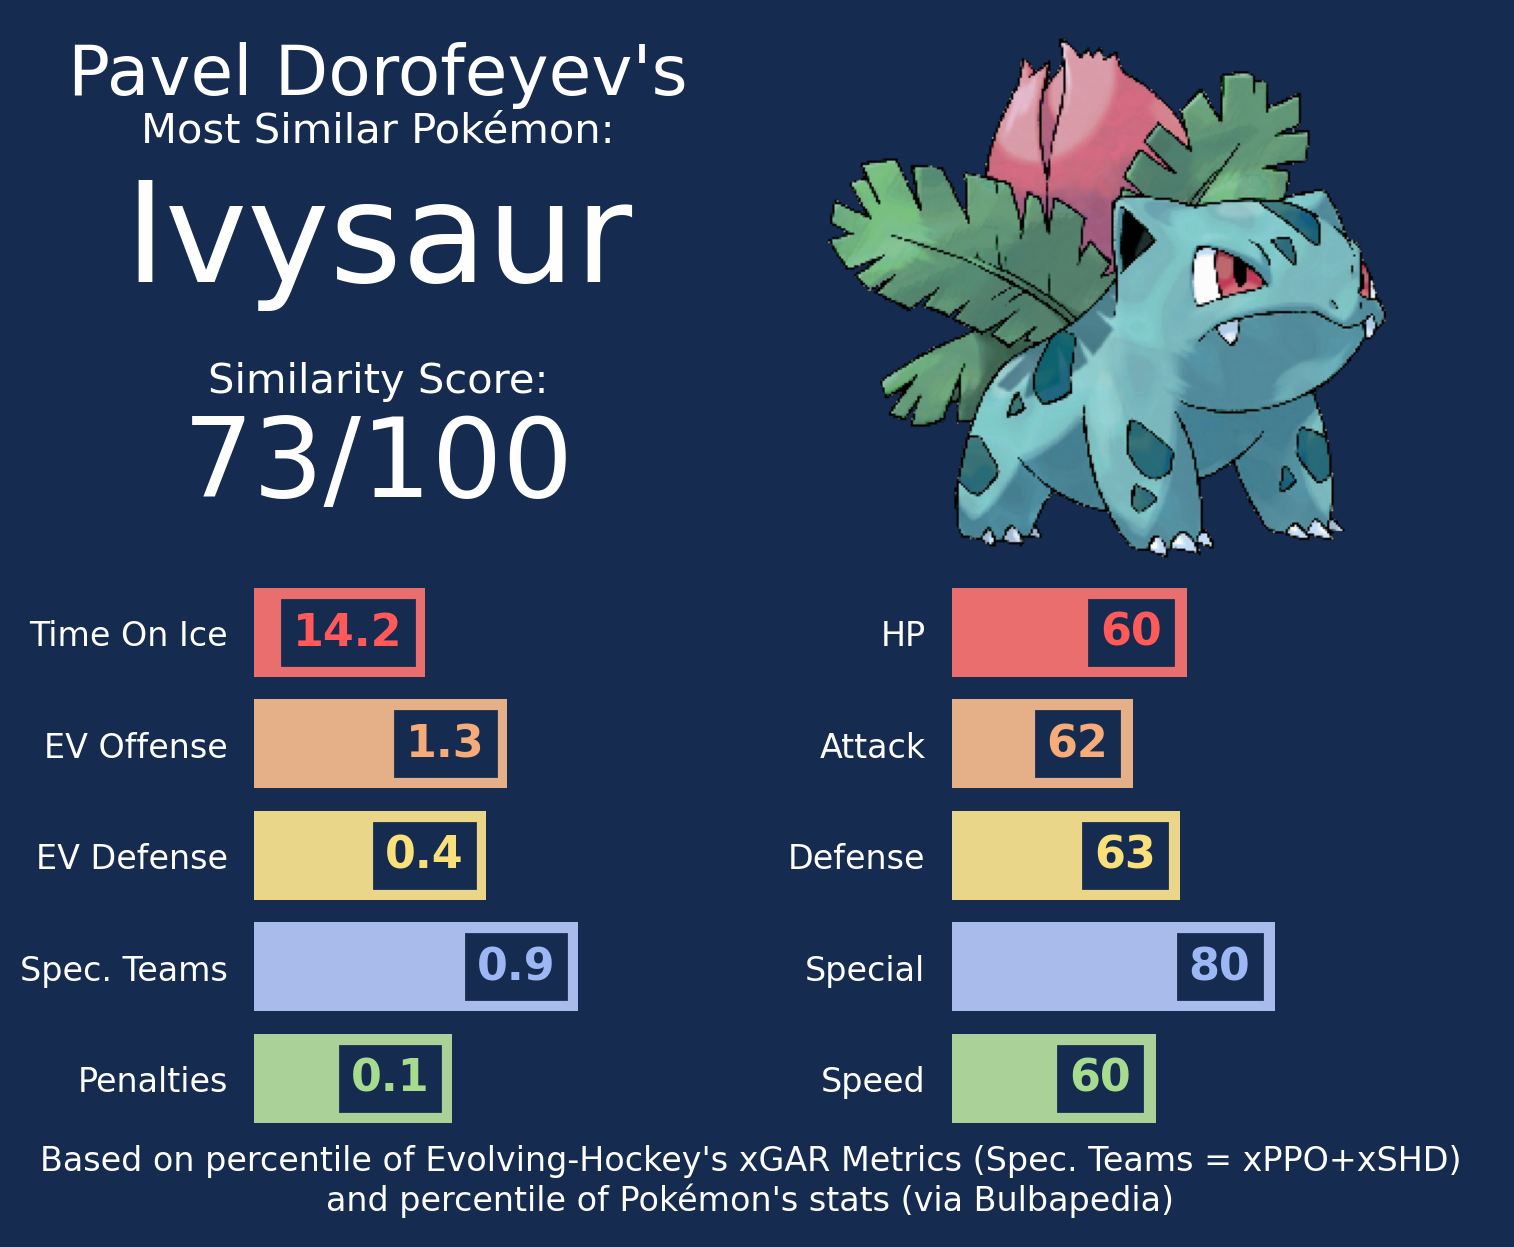 Pavel Dorofeyev's
Most Similar Pokémon:
Ivysaur
Similarity Score:
73/100
Time On Ice 14.2
EV Offense 1.3
EV Defense 0.4
Spec. Teams 0.9
Penalties 0.1
HP 60
Attack 62
Defense 63
Special 80
Speed 60
Based on percentile of Evolving-Hockey's xGAR Metrics (Spec. Teams = xPPO+xSHD)
and percentile of Pokémon's stats (via Bulbapedia)